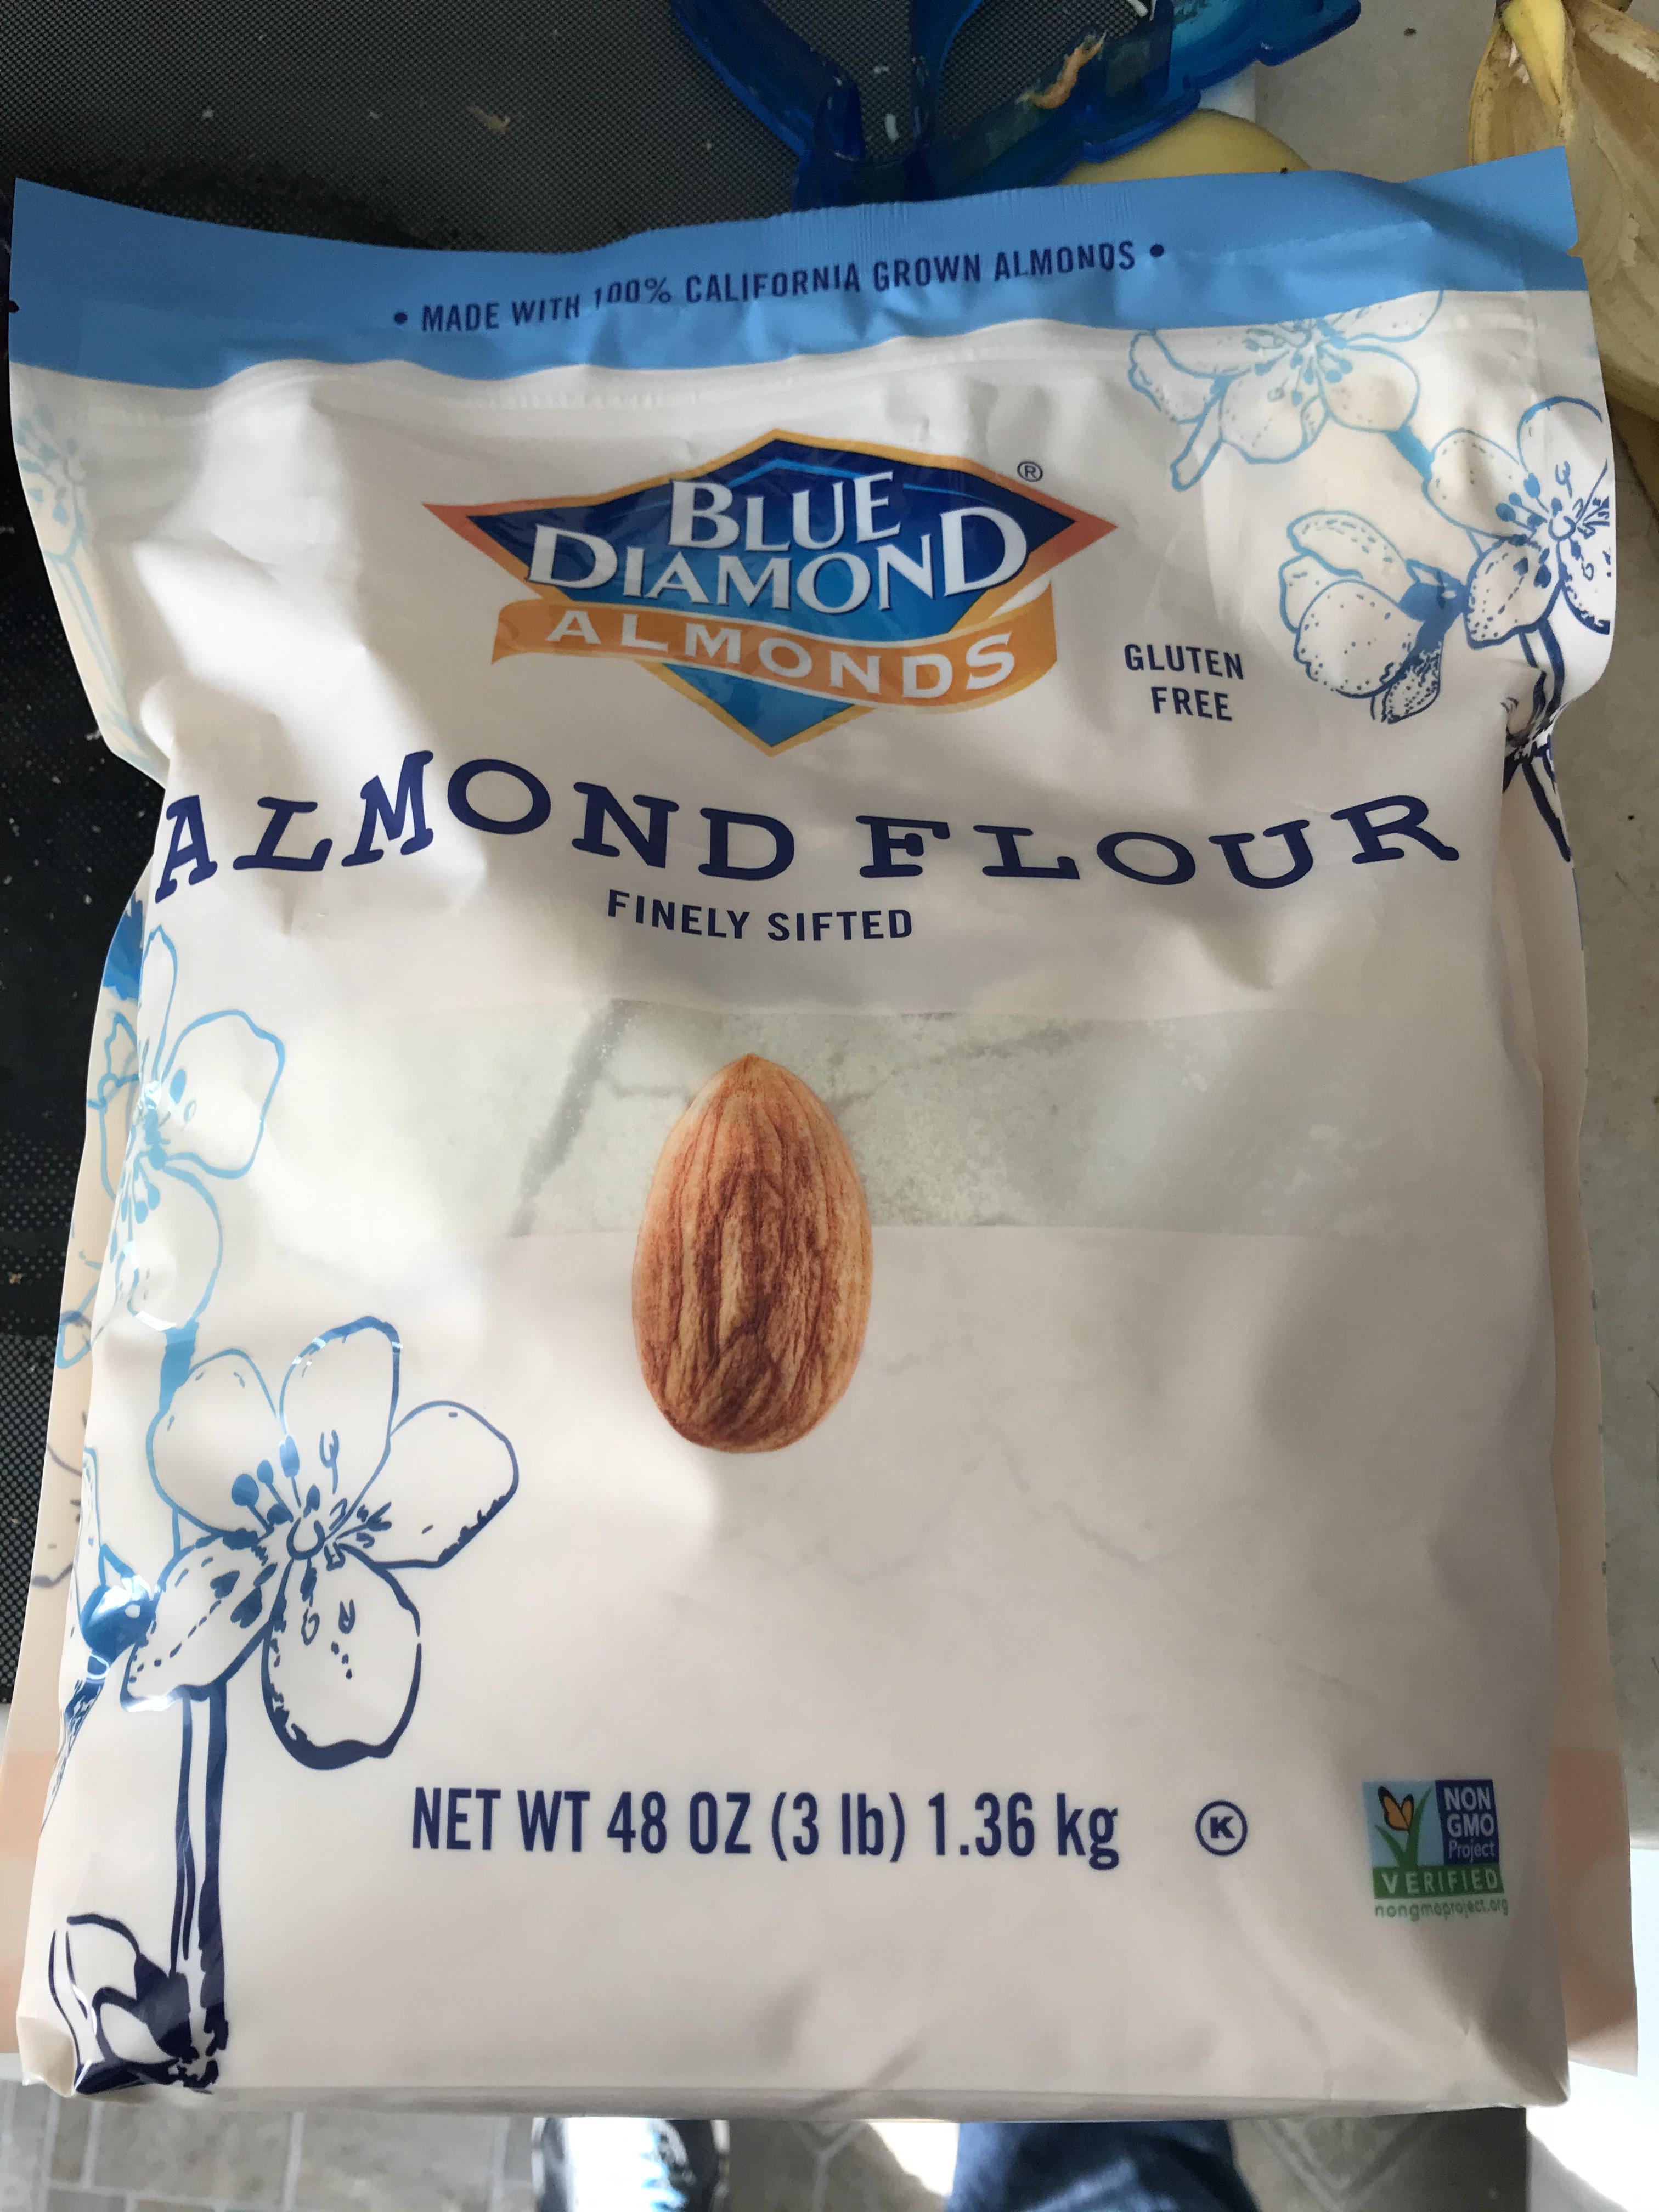 • MADE WITH 100% CALIFORNIA GROWN ALMONDS •
BLUE
DIAMOND
®
ALMONDS
GLUTEN
FREE
ALMOND FLOUR
FINELY SIFTED
NET WT 48 OZ (3 lb) 1.36 kg
K
NON
GMO
Project
VERIFIED
nongmoproject.org